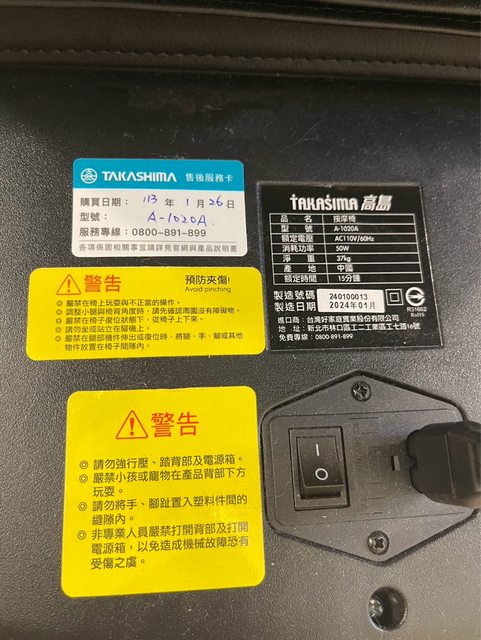 TAKASHIMA 售後服務卡
購買日期： 113 年 1 月 26 日
型號： A-1020A
服務專線：0800-891-899
各項保固相關事宜請詳見官網與產品說明書
TAKASIMA 高島
品 名 按摩椅
型 號 A-1020A
額定電壓 AC110V/60Hz
消耗功率 50W
淨 重 37kg
產 地 中國
額定時間 15分鐘
製造號碼 240100013
製造日期 2024年01月
R31662
RoHS
進口商：台灣好家庭實業股份有限公司
地 址：新北市林口區工二工業區工七路16號
免費專線：0800-891-899
警告 預防夾傷!
Avoid pinching
◎ 嚴禁在椅上玩耍與不正當的操作。
◎ 調整小腿與椅背角度時，請先確認周圍沒有障礙物。
◎ 嚴禁在椅子復位狀態下，從椅子上下來。
◎ 請勿坐或站立在腳機上。
◎ 嚴禁在腿部機件伸出或復位時，將腿、手、腳或其他
物件放置在椅子間隙內。
警告
◎ 請勿強行壓、踏背部及電源箱。
◎ 嚴禁小孩或寵物在產品背部下方
玩耍。
◎ 請勿將手、腳趾置入塑料件間的
縫隙內。
◎ 非專業人員嚴禁打開背部及打開
電源箱，以免造成機械故障恐有
受傷之虞。